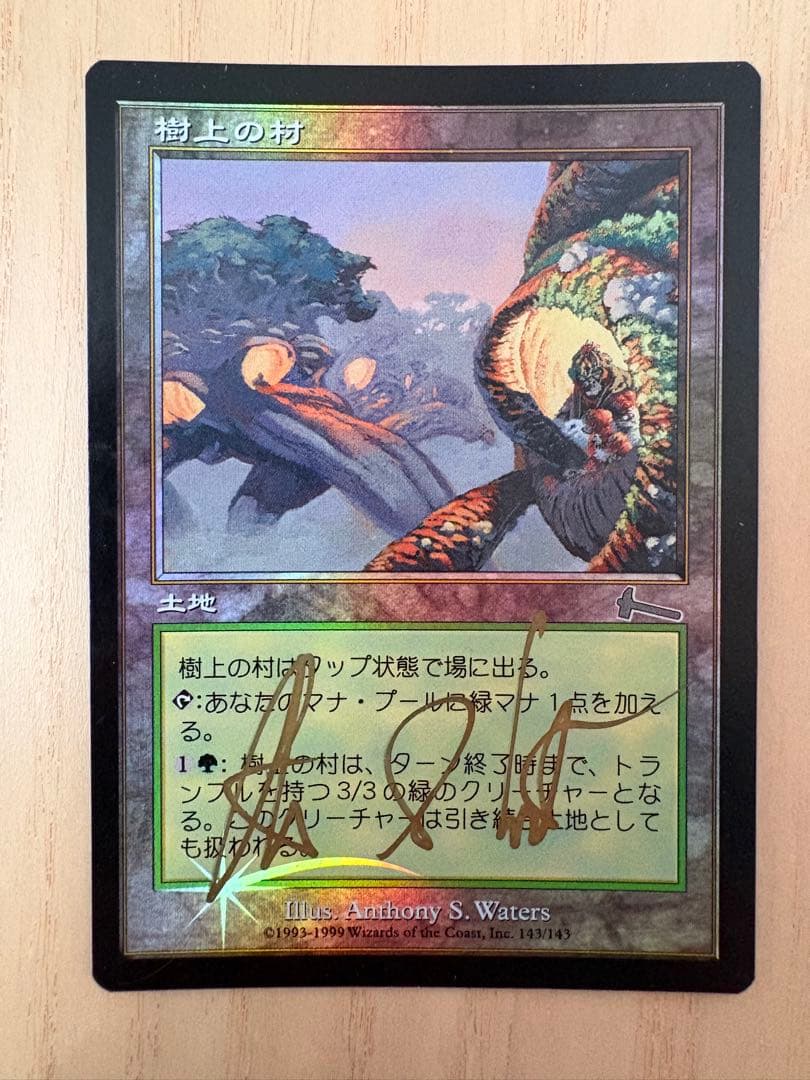 樹上の村
土地
樹上の村はタップ状態で場に出る。
:あなたのマナ・プールに緑マナ1点を加え
る。
1 : 樹上の村は、ターン終了時まで、トラ
ンプルを持つ3/3の緑のクリーチャーとな
る。このクリーチャーは引き続き土地として
も扱われる。
Illus. Anthony S. Waters
©1993-1999 Wizards of the Coast, Inc. 143/143